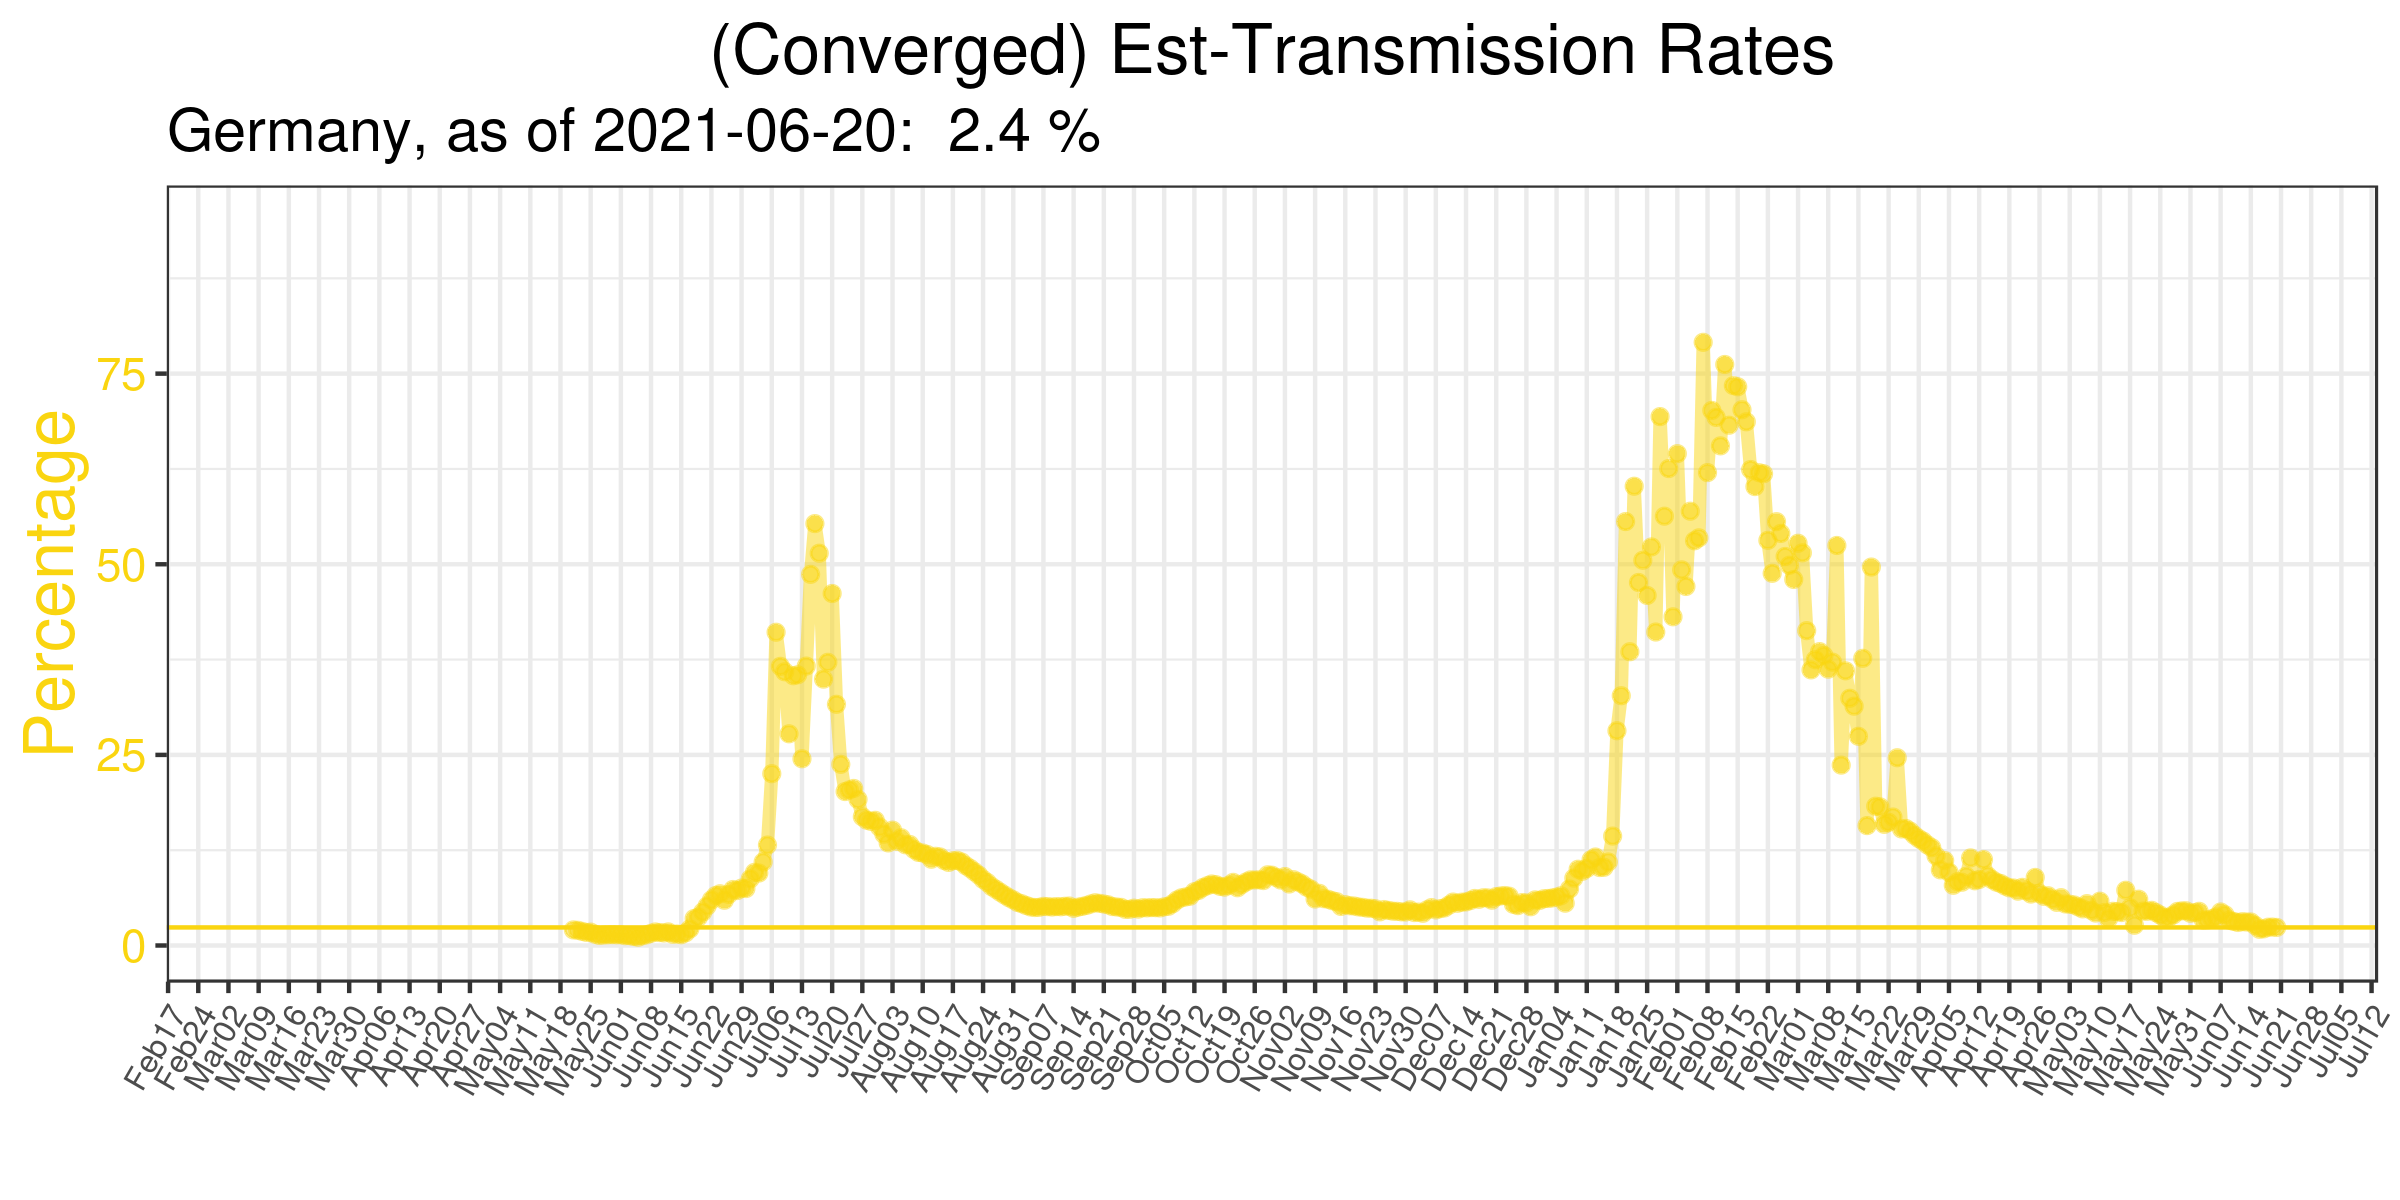 (Converged) Est-Transmission Rates
Germany, as of 2021-06-20:  2.4 %
Percentage
75
50
25
0
Feb17
Feb24
Mar02
Mar09
Mar16
Mar23
Mar30
Apr06
Apr13
Apr20
Apr27
May04
May11
May18
May25
Jun01
Jun08
Jun15
Jun22
Jun29
Jul06
Jul13
Jul20
Jul27
Aug03
Aug10
Aug17
Aug24
Aug31
Sep07
Sep14
Sep21
Sep28
Oct05
Oct12
Oct19
Oct26
Nov02
Nov09
Nov16
Nov23
Nov30
Dec07
Dec14
Dec21
Dec28
Jan04
Jan11
Jan18
Jan25
Feb01
Feb08
Feb15
Feb22
Mar01
Mar08
Mar15
Mar22
Mar29
Apr05
Apr12
Apr19
Apr26
May03
May10
May17
May24
May31
Jun07
Jun14
Jun21
Jun28
Jul05
Jul12